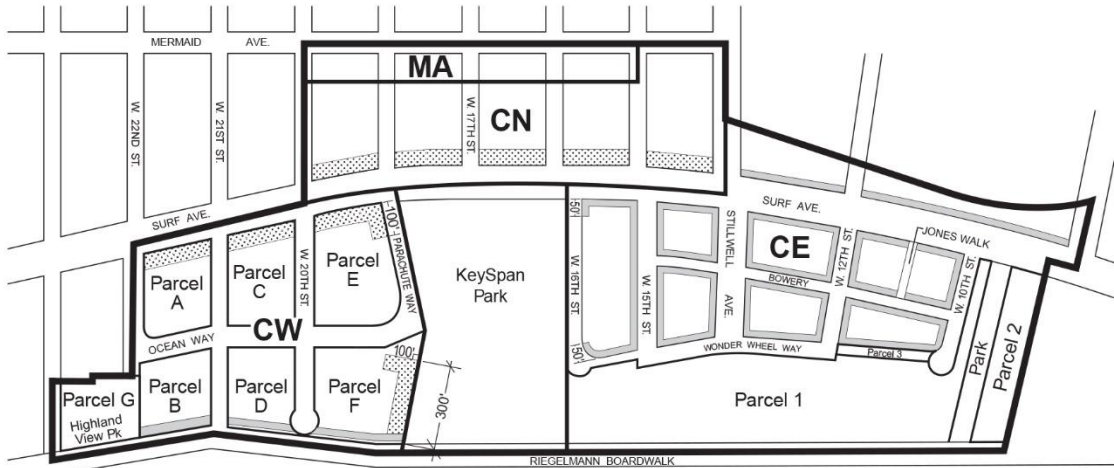 MERMAID AVE.
MA
CN
W. 17TH ST.
W. 22ND ST.
W. 21ST ST.
SURF AVE.
100'
PARACHUTE WAY
50'
SURF AVE.
STILLWELL AVE.
CE
W. 12TH ST.
JONES WALK
Parcel A
Parcel C
W. 20TH ST.
Parcel E
KeySpan Park
W. 16TH ST.
W. 15TH ST.
BOWERY
W. 10TH ST.
CW
OCEAN WAY
50'
WONDER WHEEL WAY
Parcel 3
Park
Parcel 2
100'
300'
Parcel G
Highland View Pk
Parcel B
Parcel D
Parcel F
Parcel 1
RIEGELMANN BOARDWALK